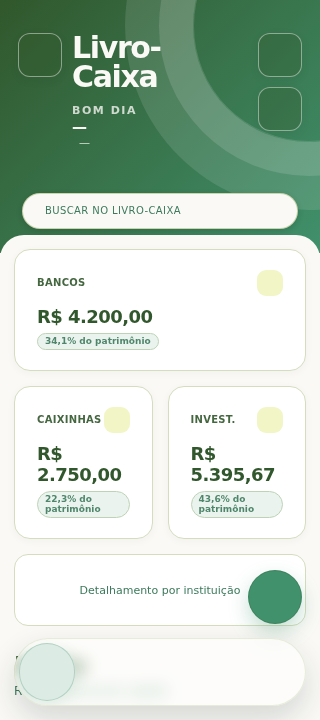 Livro-
Caixa
BOM DIA
—
—
BUSCAR NO LIVRO-CAIXA
BANCOS
R$ 4.200,00
34,1% do patrimônio
CAIXINHAS
R$
2.750,00
22,3% do
patrimônio
INVEST.
R$
5.395,67
43,6% do
patrimônio
Detalhamento por instituição